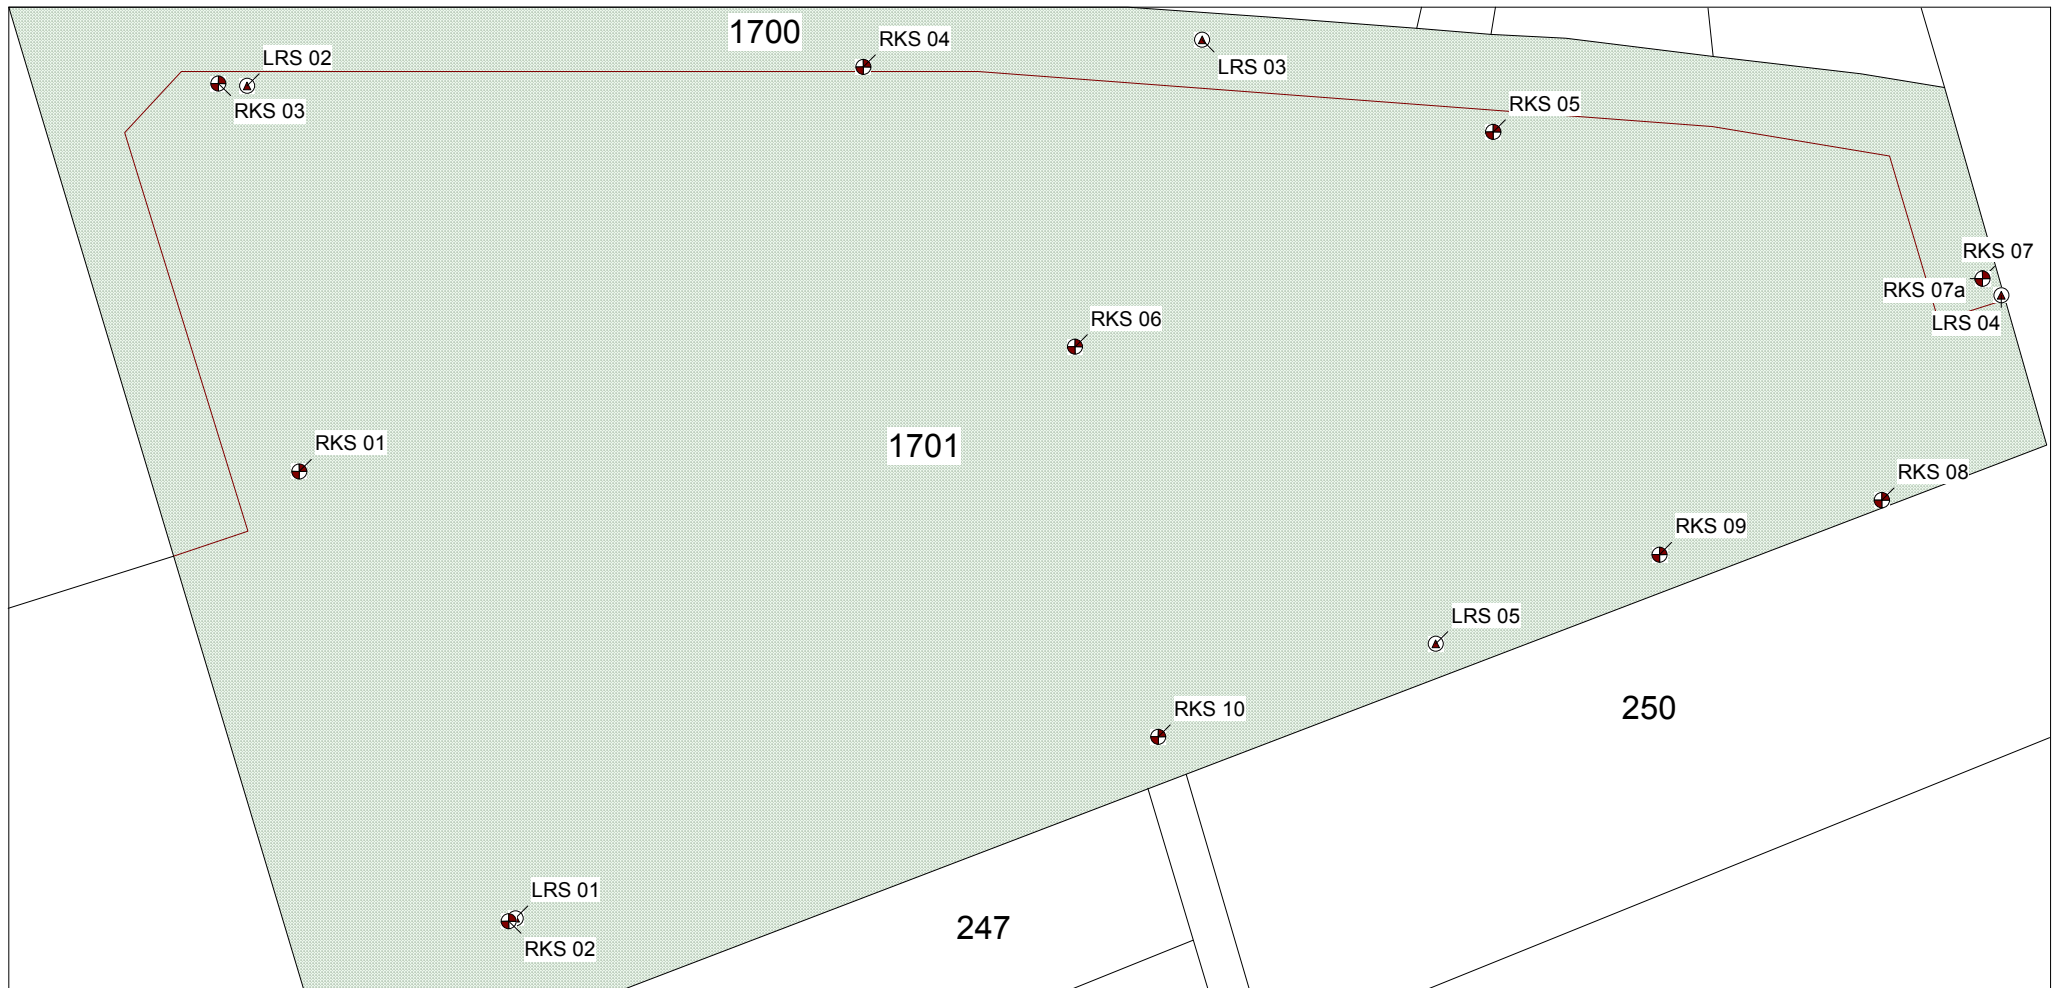 1700
RKS 04
LRS 02
LRS 03
RKS 03
RKS 05
RKS 07
RKS 07a
RKS 06
LRS 04
RKS 01
1701
RKS 08
RKS 09
LRS 05
RKS 10
250
LRS 01
247
RKS 02